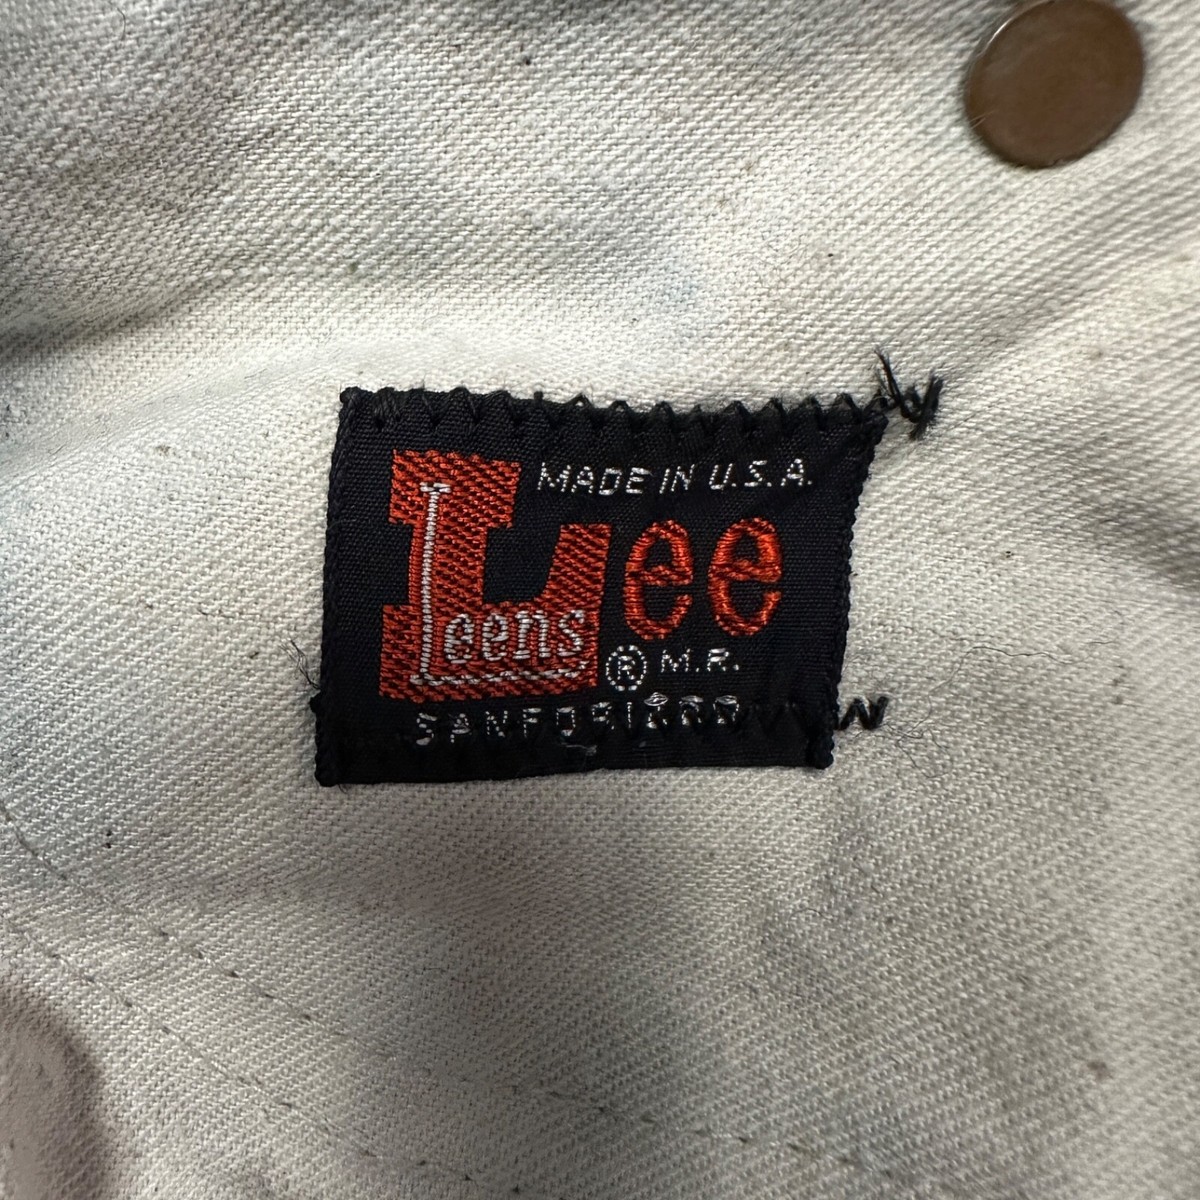 MADE IN U.S.A.
Lee
Leens
® M.R.
SANFORIZED